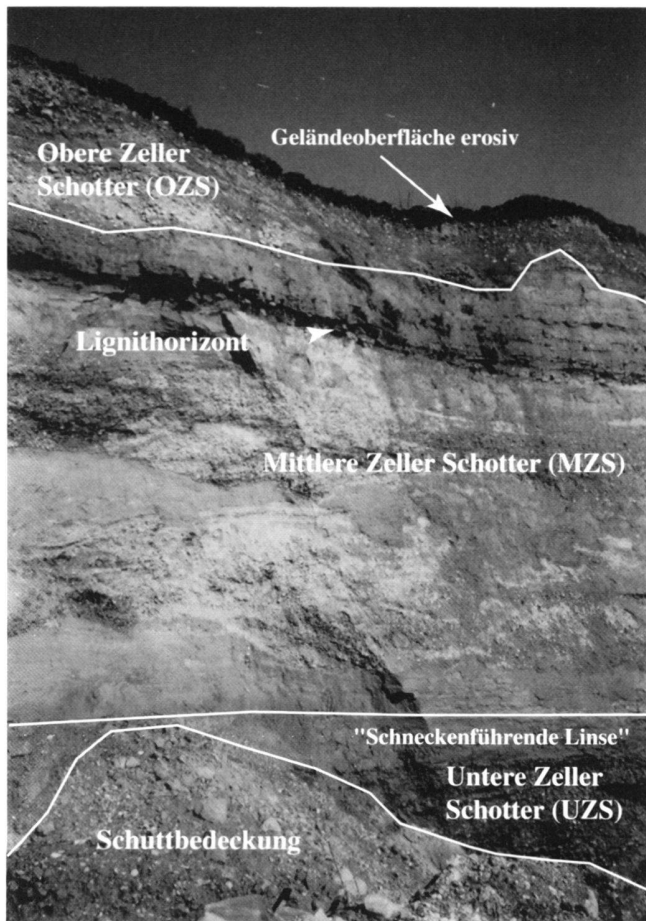 Geländeoberfläche erosiv
Obere Zeller
Schotter (OZS)
Lignithorizont
Mittlere Zeller Schotter (MZS)
"Schneckenführende Linse"
Untere Zeller
Schotter (UZS)
Schuttbedeckung